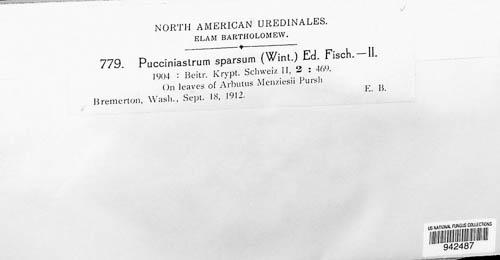 NORTH AMERICAN UREDINALES.
ELAM BARTHOLOMEW.
779. Pucciniastrum sparsum (Wint.) Ed. Fisch.—II.
1904 : Beitr. Krypt. Schweiz II, 2 : 469.
On leaves of Arbutus Menziesii Pursh
Bremerton, Wash., Sept. 18, 1912. E. B.
US NATIONAL FUNGUS COLLECTIONS
942487